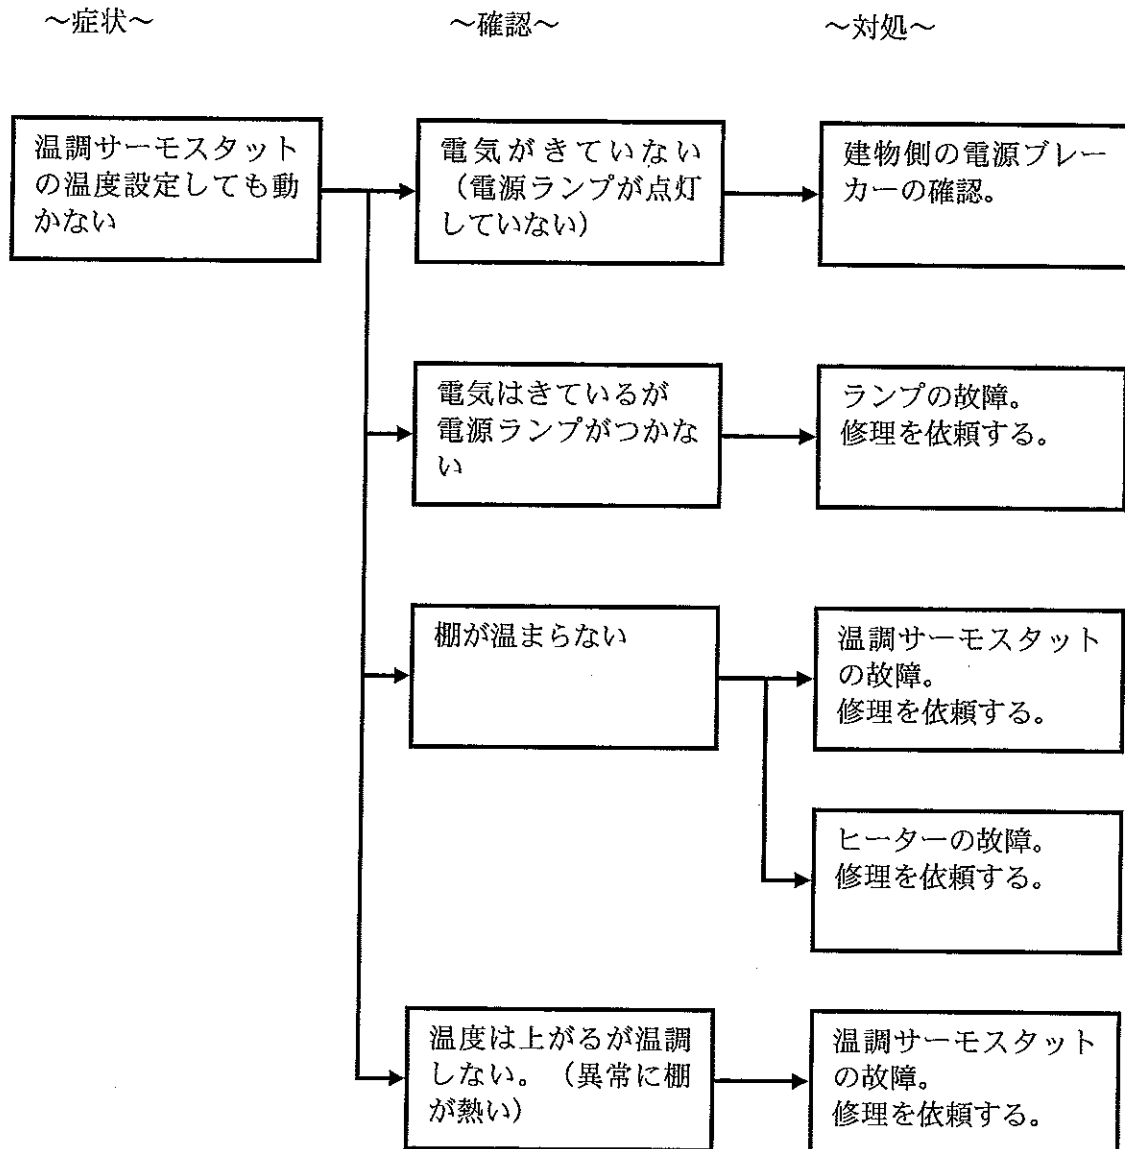 ～症状～
～確認～
～対処～
温調サーモスタット
の温度設定しても動
かない
電気がきていない
（電源ランプが点灯
していない）
建物側の電源ブレー
カーの確認。
電気はきているが
電源ランプがつかな
い
ランプの故障。
修理を依頼する。
棚が温まらない
温調サーモスタット
の故障。
修理を依頼する。
ヒーターの故障。
修理を依頼する。
温度は上がるが温調
しない。（異常に棚
が熱い）
温調サーモスタット
の故障。
修理を依頼する。